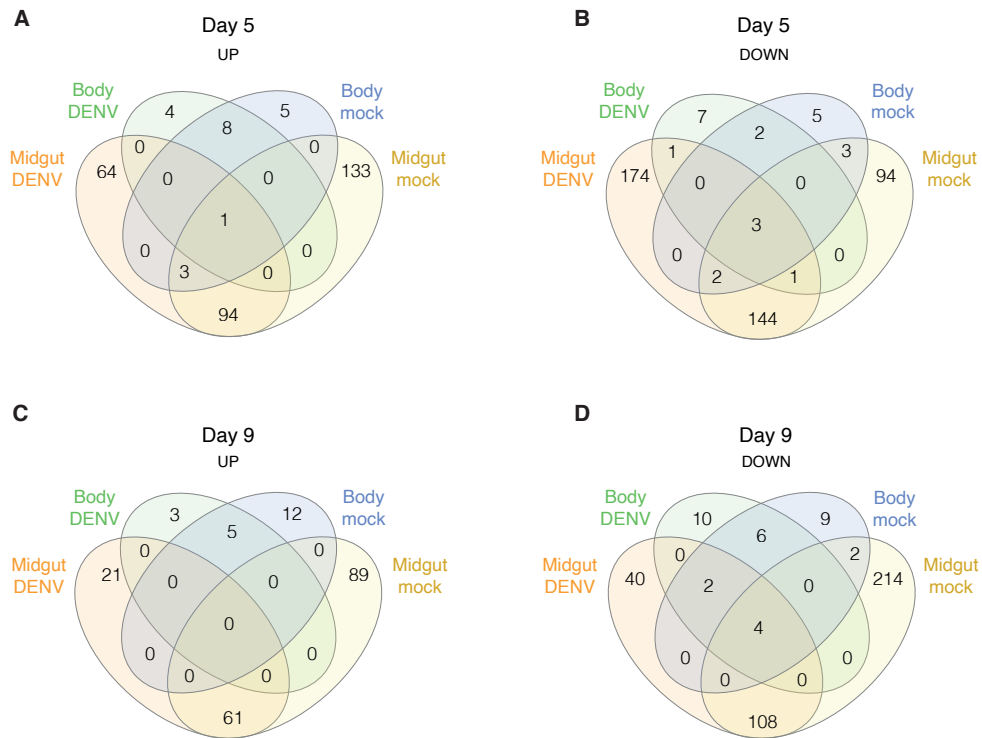 A
Day 5
UP
Body
DENV
Body
mock
Midgut
DENV
Midgut
mock
4
8
5
0
0
64
0
0
133
1
0
0
3
0
94
B
Day 5
DOWN
Body
DENV
Body
mock
Midgut
DENV
Midgut
mock
7
2
5
1
3
174
0
0
94
3
0
0
2
1
144
C
Day 9
UP
Body
DENV
Body
mock
Midgut
DENV
Midgut
mock
3
5
12
0
0
21
0
0
89
0
0
0
0
0
61
D
Day 9
DOWN
Body
DENV
Body
mock
Midgut
DENV
Midgut
mock
10
6
9
0
2
40
2
0
214
4
0
0
0
0
108